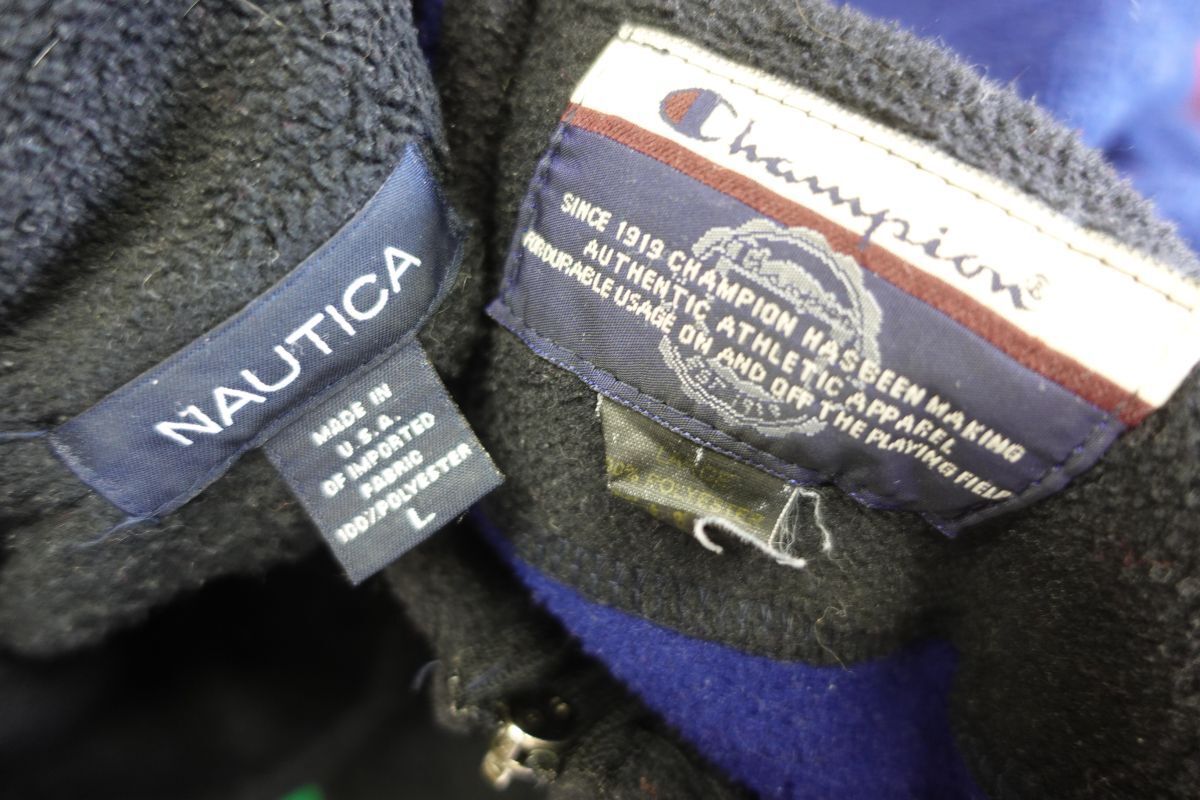 NAUTICA
MADE IN
U.S.A.
OF IMPORTED
FABRIC
100%POLYESTER
L
Champion®
SINCE 1919 CHAMPION HAS BEEN MAKING
AUTHENTIC ATHLETIC APPAREL
FOR DURABLE USAGE ON AND OFF THE PLAYING FIELD
Champion